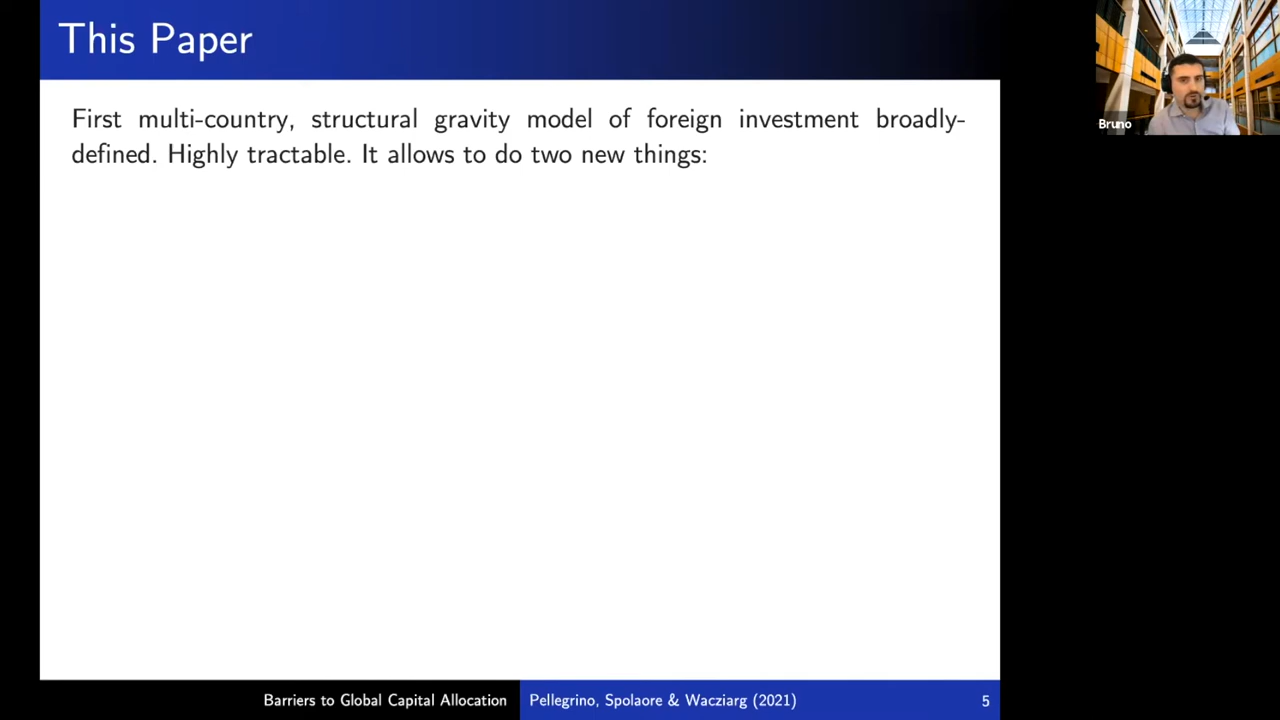 This Paper
Bruno
First multi-country, structural gravity model of foreign investment broadly-
defined. Highly tractable. It allows to do two new things:
Barriers to Global Capital Allocation
Pellegrino, Spolaore & Wacziarg (2021)
5